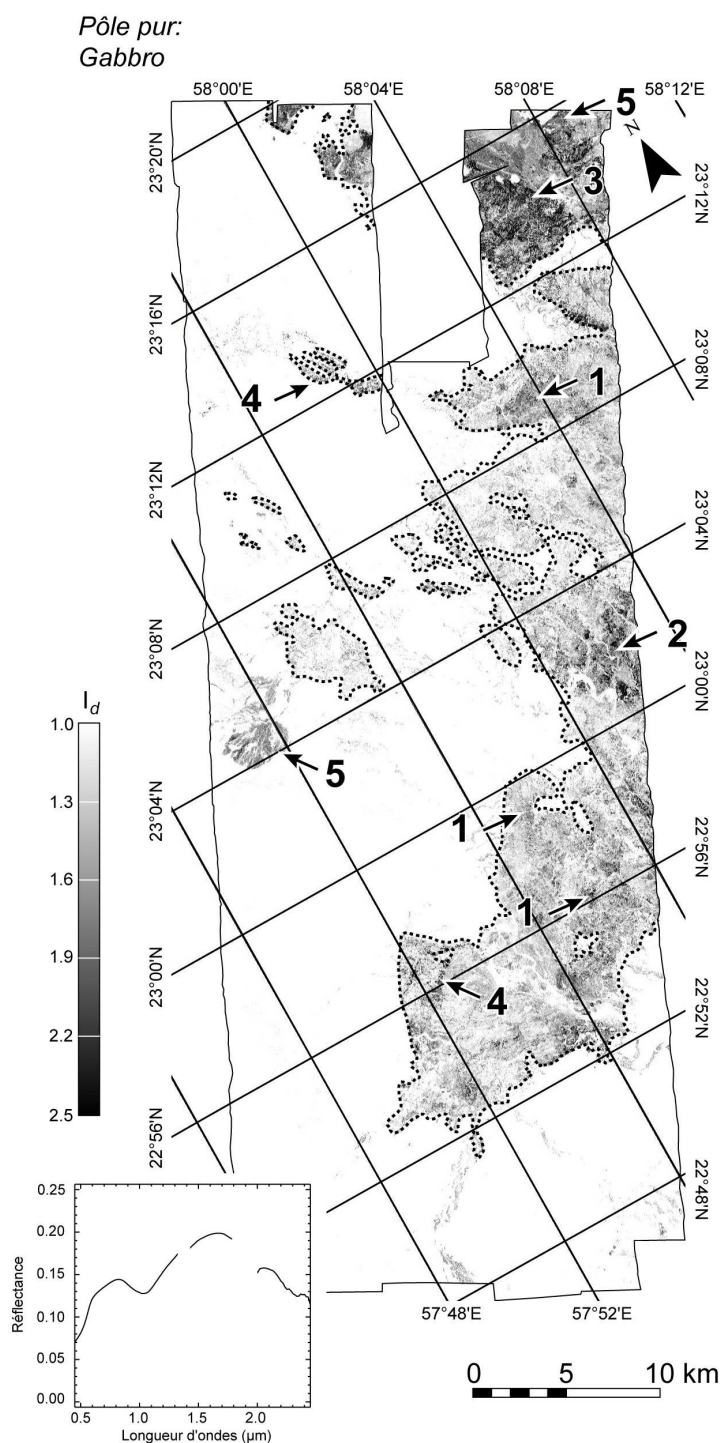 Pôle pur:
Gabbro
58°00'E
58°04'E
58°08'E
58°12'E
5
N
3
23°20'N
23°12'N
23°16'N
4
1
23°08'N
23°12'N
23°04'N
2
23°08'N
23°00'N
I_d
1.0
1.3
1.6
1.9
2.2
2.5
5
23°04'N
1
22°56'N
1
23°00'N
4
22°52'N
22°56'N
22°48'N
57°48'E
57°52'E
Réflectance
0.25
0.20
0.15
0.10
0.05
0.00
0.5 1.0 1.5 2.0
Longueur d'ondes (µm)
0 5 10 km